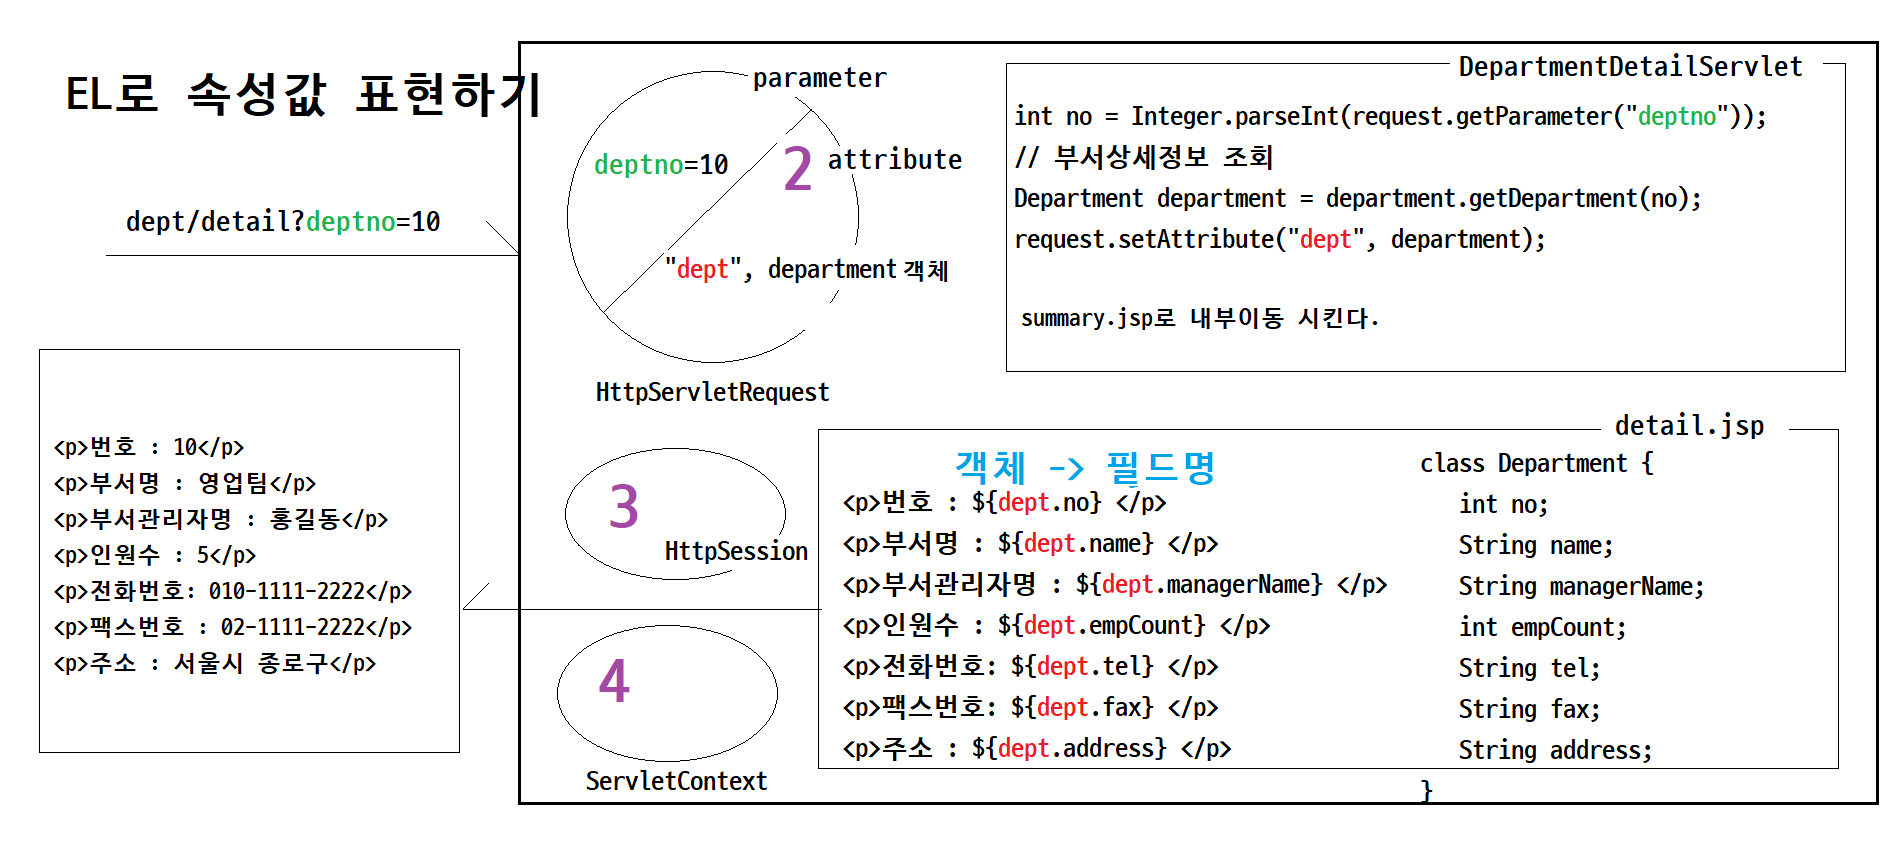 EL로 속성값 표현하기
dept/detail?deptno=10
parameter
deptno=10
2
attribute
"dept", department 객체
HttpServletRequest
DepartmentDetailServlet
int no = Integer.parseInt(request.getParameter("deptno"));
// 부서상세정보 조회
Department department = department.getDepartment(no);
request.setAttribute("dept", department);
summary.jsp로 내부이동 시킨다.
<p>번호 : 10</p>
<p>부서명 : 영업팀</p>
<p>부서관리자명 : 홍길동</p>
<p>인원수 : 5</p>
<p>전화번호: 010-1111-2222</p>
<p>팩스번호 : 02-1111-2222</p>
<p>주소 : 서울시 종로구</p>
3
HttpSession
4
ServletContext
detail.jsp
객체 -> 필드명
<p>번호 : ${dept.no} </p>
<p>부서명 : ${dept.name} </p>
<p>부서관리자명 : ${dept.managerName} </p>
<p>인원수 : ${dept.empCount} </p>
<p>전화번호: ${dept.tel} </p>
<p>팩스번호: ${dept.fax} </p>
<p>주소 : ${dept.address} </p>
class Department {
int no;
String name;
String managerName;
int empCount;
String tel;
String fax;
String address;
}